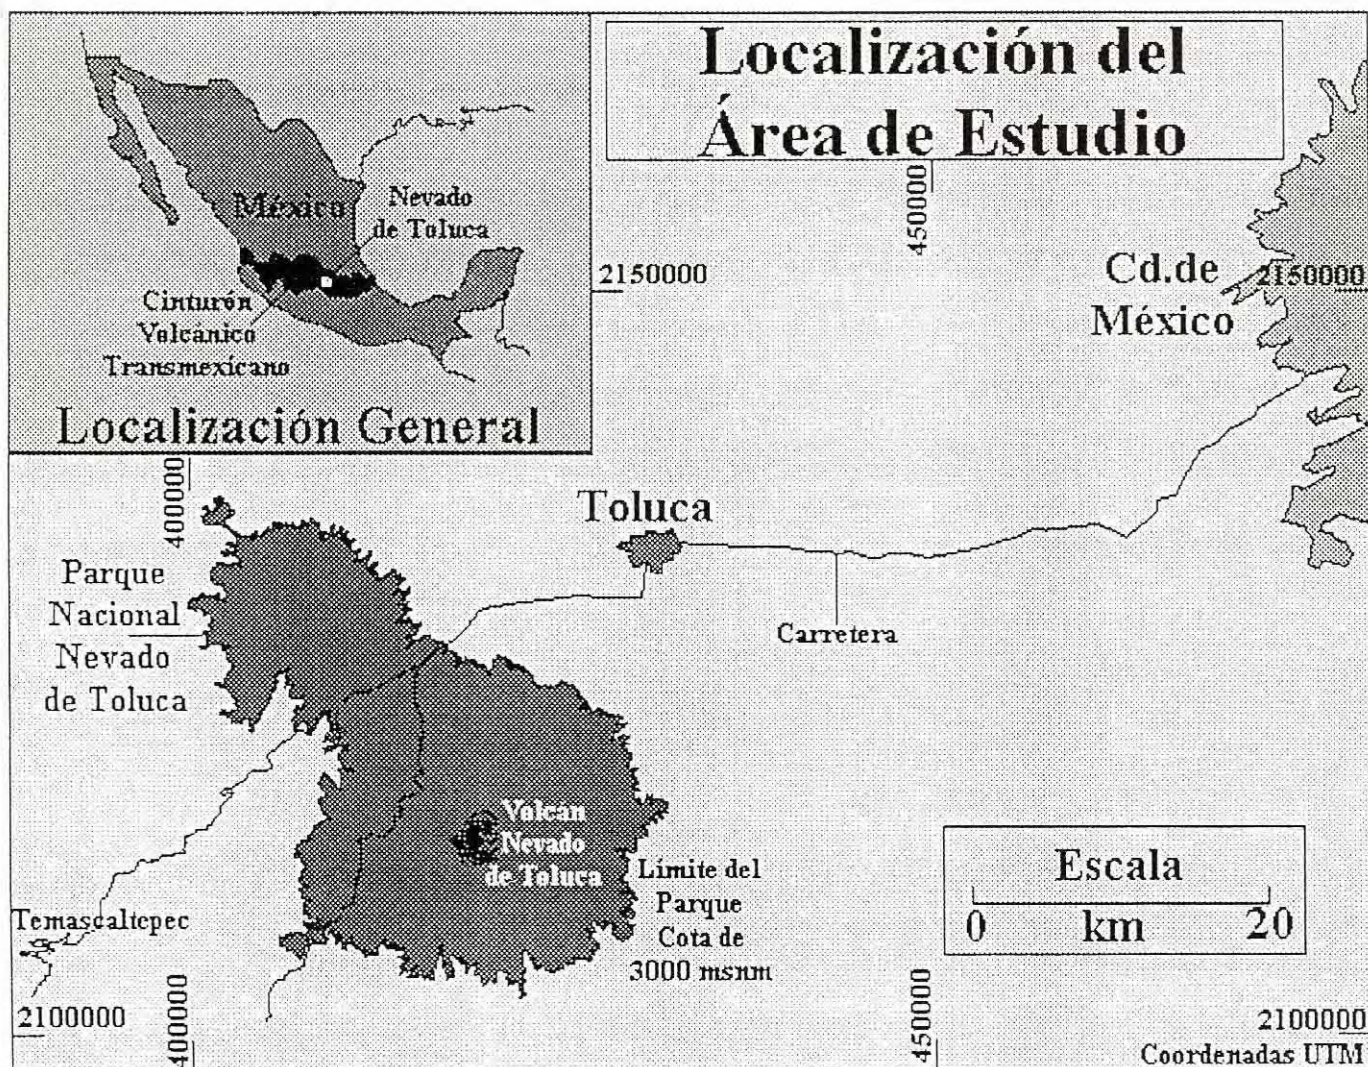 Localización del
Área de Estudio
México
Nevado
de Toluca
Cinturón
Volcánico
Transmexicano
Localización General
450000
2150000
Cd.de
México
2150000
400000
Toluca
Parque
Nacional
Nevado
de Toluca
Carretera
Volcán
Nevado
de Toluca
Límite del
Parque
Cota de
3000 msnm
Escala
0 km 20
Temascaltepec
2100000
400000
450000
2100000
Coordenadas UTM